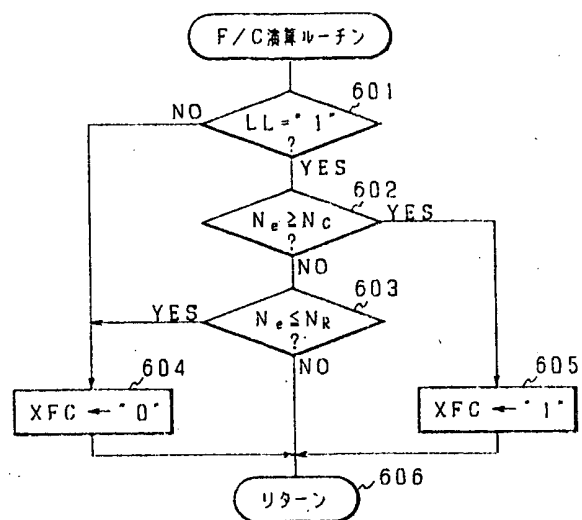 F/C演算ルーチン
601
LL="1"
?
NO
YES
602
Ne≧NC
?
YES
NO
603
Ne≦NR
?
YES
NO
604
XFC ← "0"
605
XFC ← "1"
リターン
606